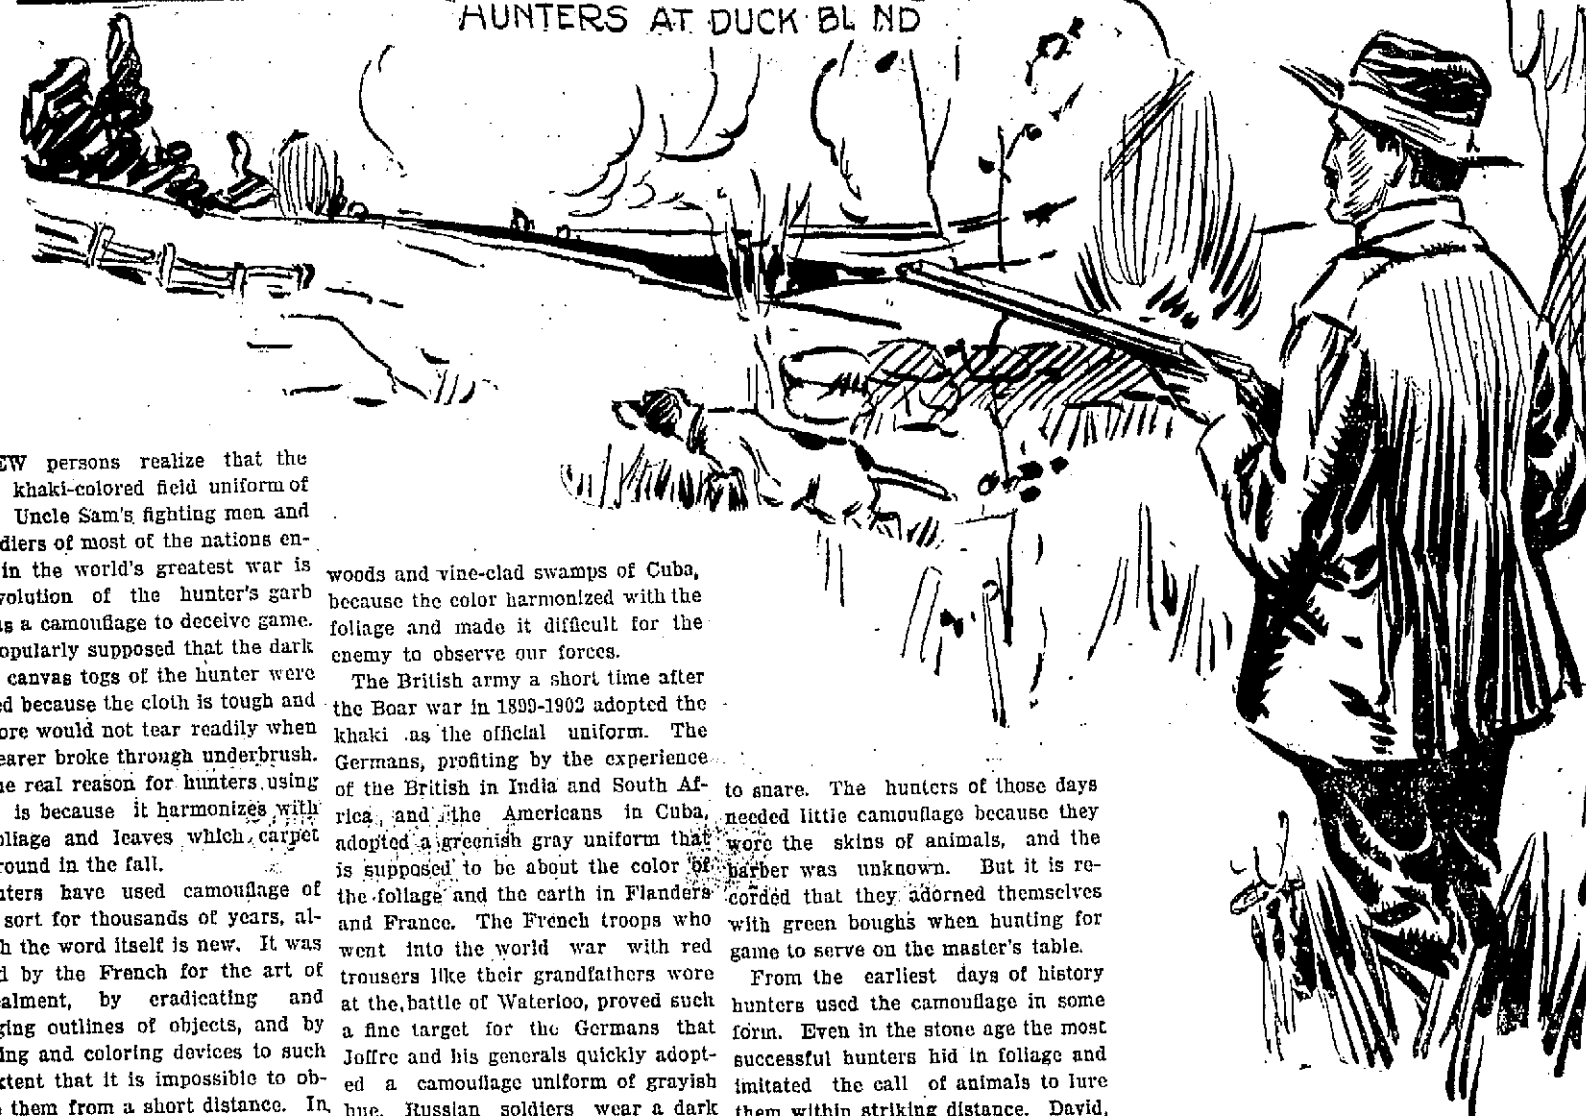 HUNTERS AT DUCK BL ND
EW persons realize that the
khaki-colored field uniform of
Uncle Sam's fighting men and
diers of most of the nations en-
in the world's greatest war is
volution of the hunter's garb
as a camouflage to deceive game.
opularly supposed that the dark
canvas togs of the hunter were
ed because the cloth is tough and
ore would not tear readily when
earer broke through underbrush.
he real reason for hunters using
is because it harmonizes with
oliage and leaves which carpet
round in the fall.
nters have used camouflage of
sort for thousands of years, al-
h the word itself is new. It was
d by the French for the art of
ealment, by eradicating and
ging outlines of objects, and by
ing and coloring devices to such
xtent that it is impossible to ob-
them from a short distance. In
woods and vine-clad swamps of Cuba,
because the color harmonized with the
foliage and made it difficult for the
enemy to observe our forces.
The British army a short time after
the Boar war in 1899-1902 adopted the
khaki as the official uniform. The
Germans, profiting by the experience
of the British in India and South Af-
rica, and the Americans in Cuba,
adopted a greenish gray uniform that
is supposed to be about the color of
the foliage and the earth in Flanders
and France. The French troops who
went into the world war with red
trousers like their grandfathers wore
at the battle of Waterloo, proved such
a fine target for the Germans that
Joffre and his generals quickly adopt-
ed a camouflage uniform of grayish
hue. Russian soldiers wear a dark
to snare. The hunters of those days
needed little camouflage because they
wore the skins of animals, and the
barber was unknown. But it is re-
corded that they adorned themselves
with green boughs when hunting for
game to serve on the master's table.
From the earliest days of history
hunters used the camouflage in some
form. Even in the stone age the most
successful hunters hid in foliage and
imitated the call of animals to lure
them within striking distance. David,